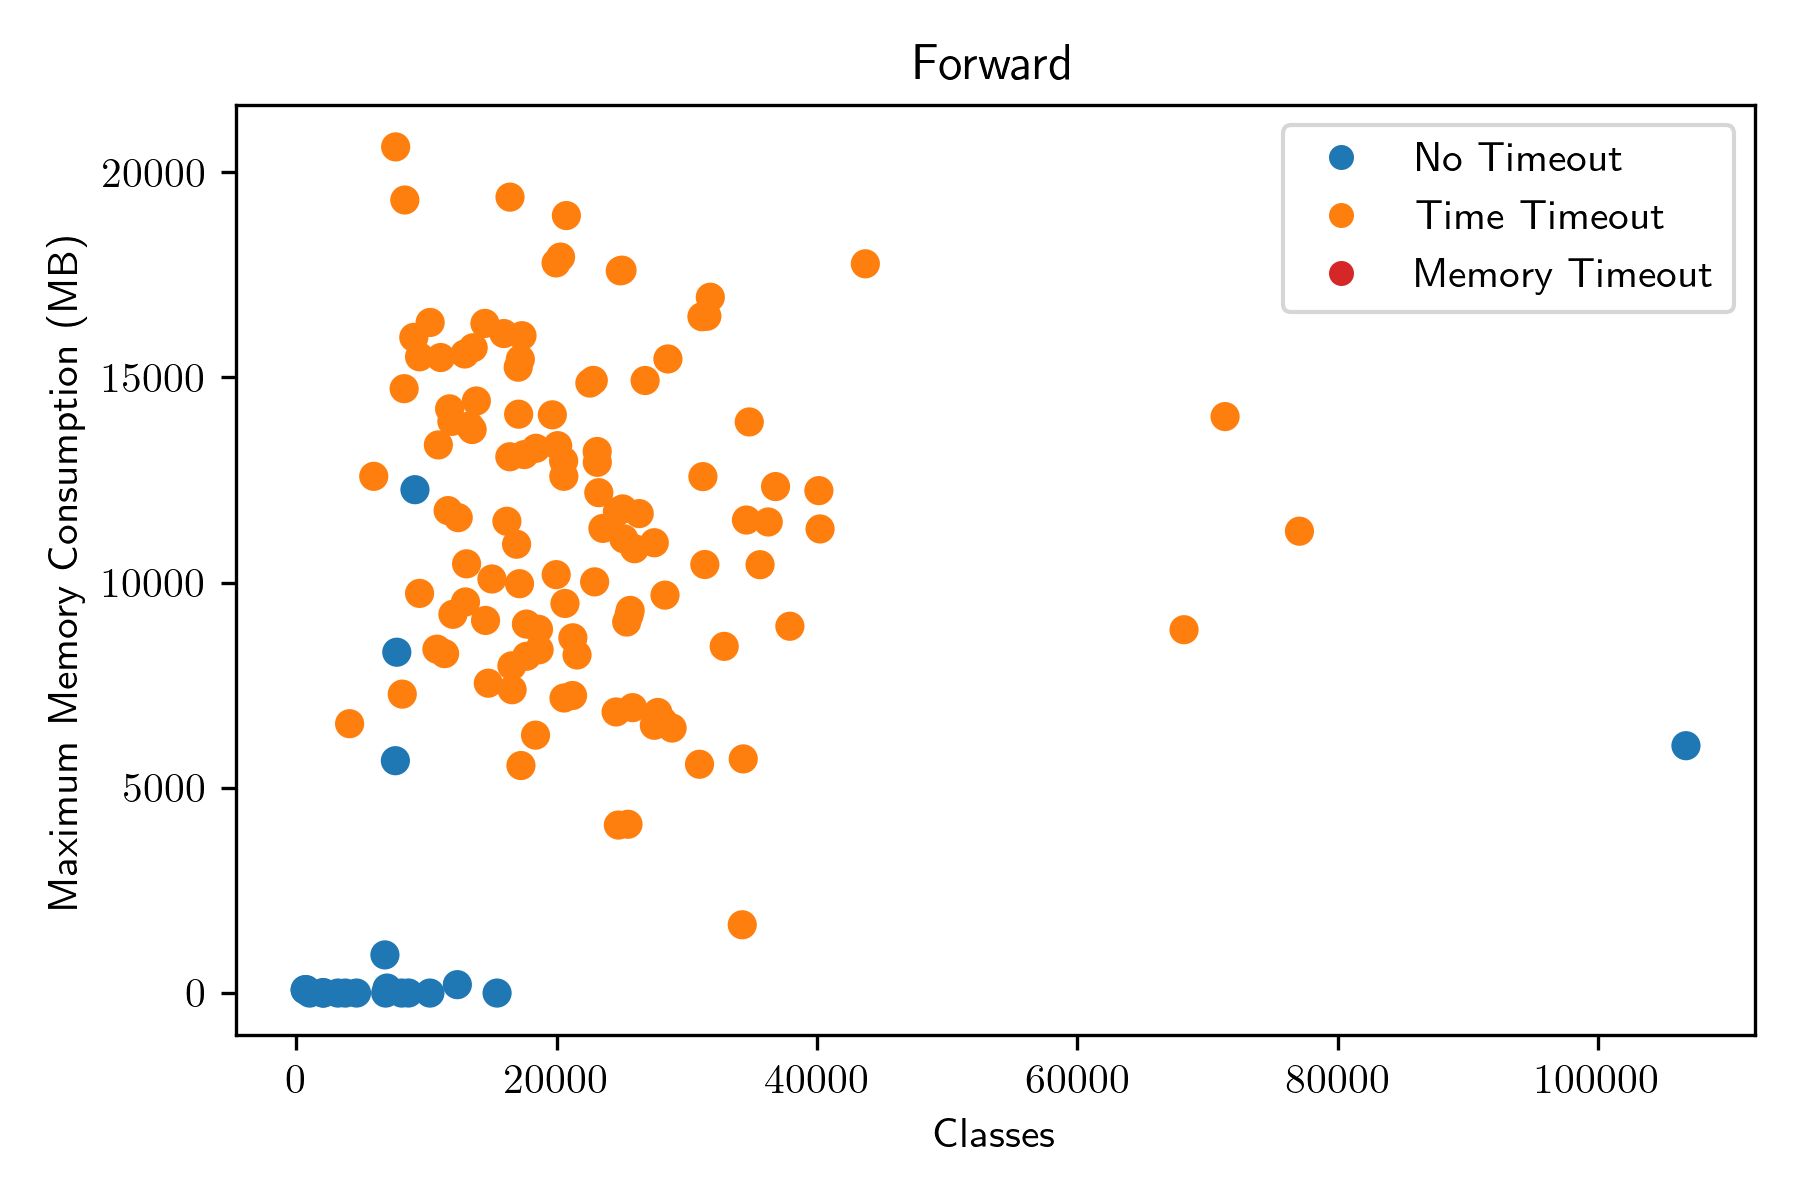 Forward
No Timeout
Time Timeout
Memory Timeout
Maximum Memory Consumption (MB)
20000
15000
10000
5000
0
0 20000 40000 60000 80000 100000
Classes